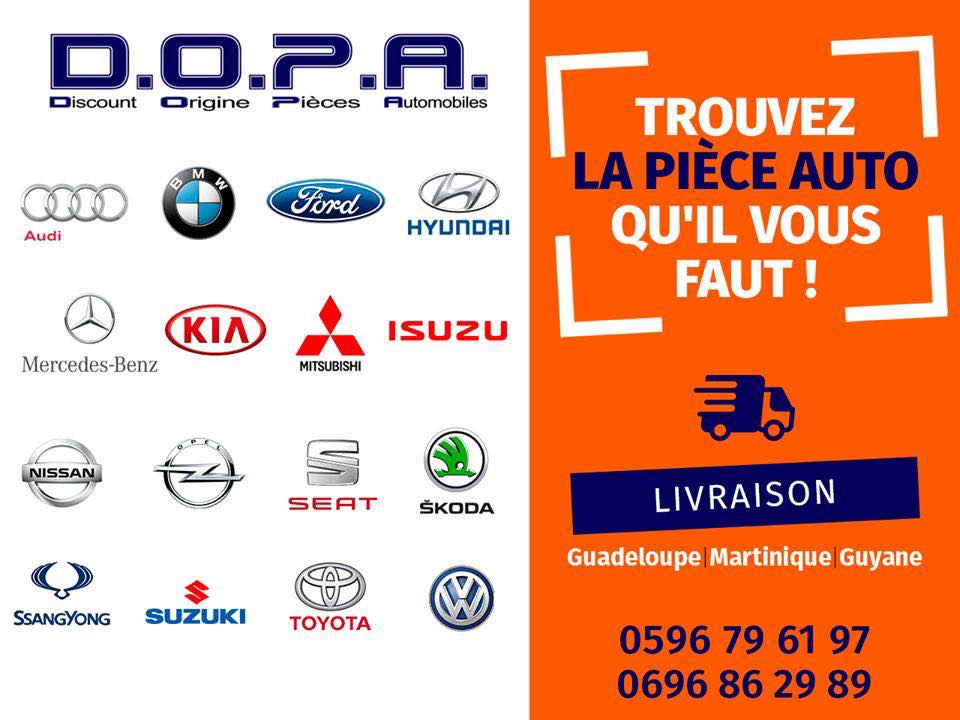 D.O.P.A.
Discount Origine Pièces Automobiles
Audi
BMW
Ford
HYUNDAI
Mercedes-Benz
KIA
MITSUBISHI
ISUZU
NISSAN
OPEL
SEAT
ŠKODA
SSANGYONG
SUZUKI
TOYOTA
TROUVEZ
LA PIÈCE AUTO
QU'IL VOUS
FAUT !
LIVRAISON
Guadeloupe|Martinique|Guyane
0596 79 61 97
0696 86 29 89